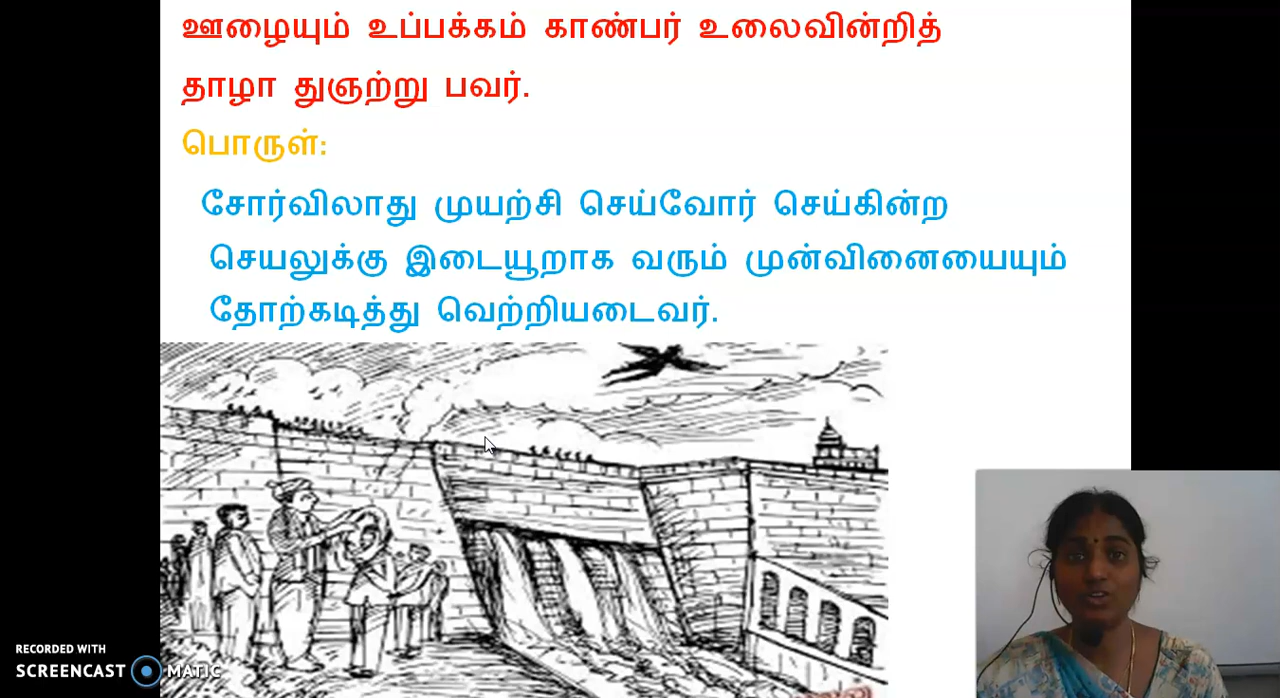 ஊழையும் உப்பக்கம் காண்பர் உலைவின்றித்
தாழா துஞற்று பவர்.
பொருள்:
சோர்விலாது முயற்சி செய்வோர் செய்கின்ற
செயலுக்கு இடையூறாக வரும் முன்வினையையும்
தோற்கடித்து வெற்றியடைவர்.
RECORDED WITH
SCREENCAST MATIC